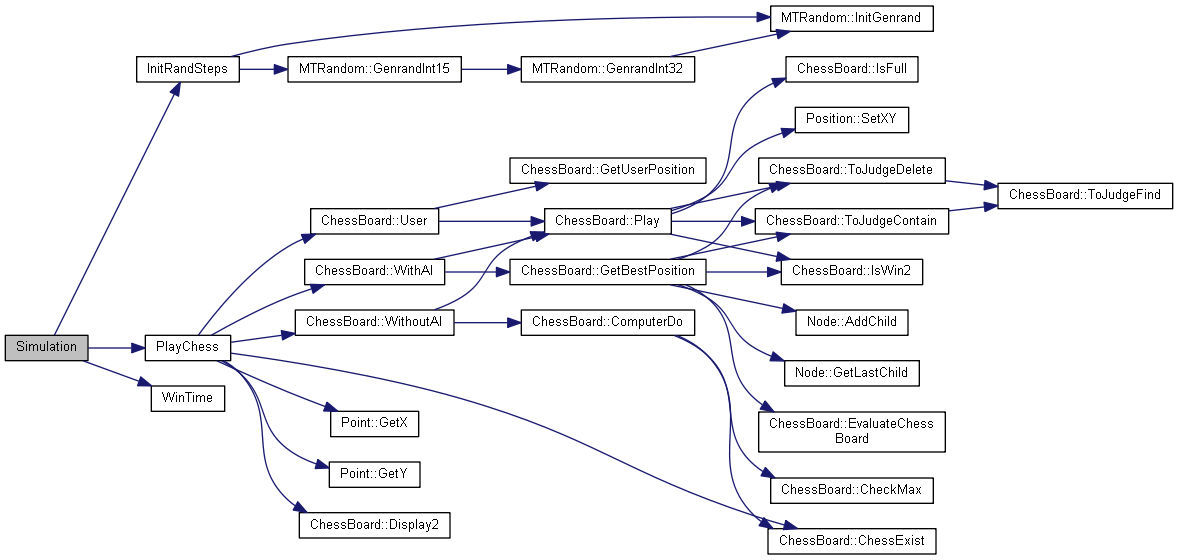 MTRandom::InitGenrand
InitRandSteps
MTRandom::GenrandInt15
MTRandom::GenrandInt32
ChessBoard::IsFull
Position::SetXY
ChessBoard::GetUserPosition
ChessBoard::ToJudgeDelete
ChessBoard::ToJudgeFind
ChessBoard::User
ChessBoard::Play
ChessBoard::ToJudgeContain
ChessBoard::WithAI
ChessBoard::GetBestPosition
ChessBoard::IsWin2
ChessBoard::WithoutAI
ChessBoard::ComputerDo
Node::AddChild
Simulation
PlayChess
Node::GetLastChild
WinTime
Point::GetX
ChessBoard::EvaluateChess
Board
Point::GetY
ChessBoard::CheckMax
ChessBoard::Display2
ChessBoard::ChessExist